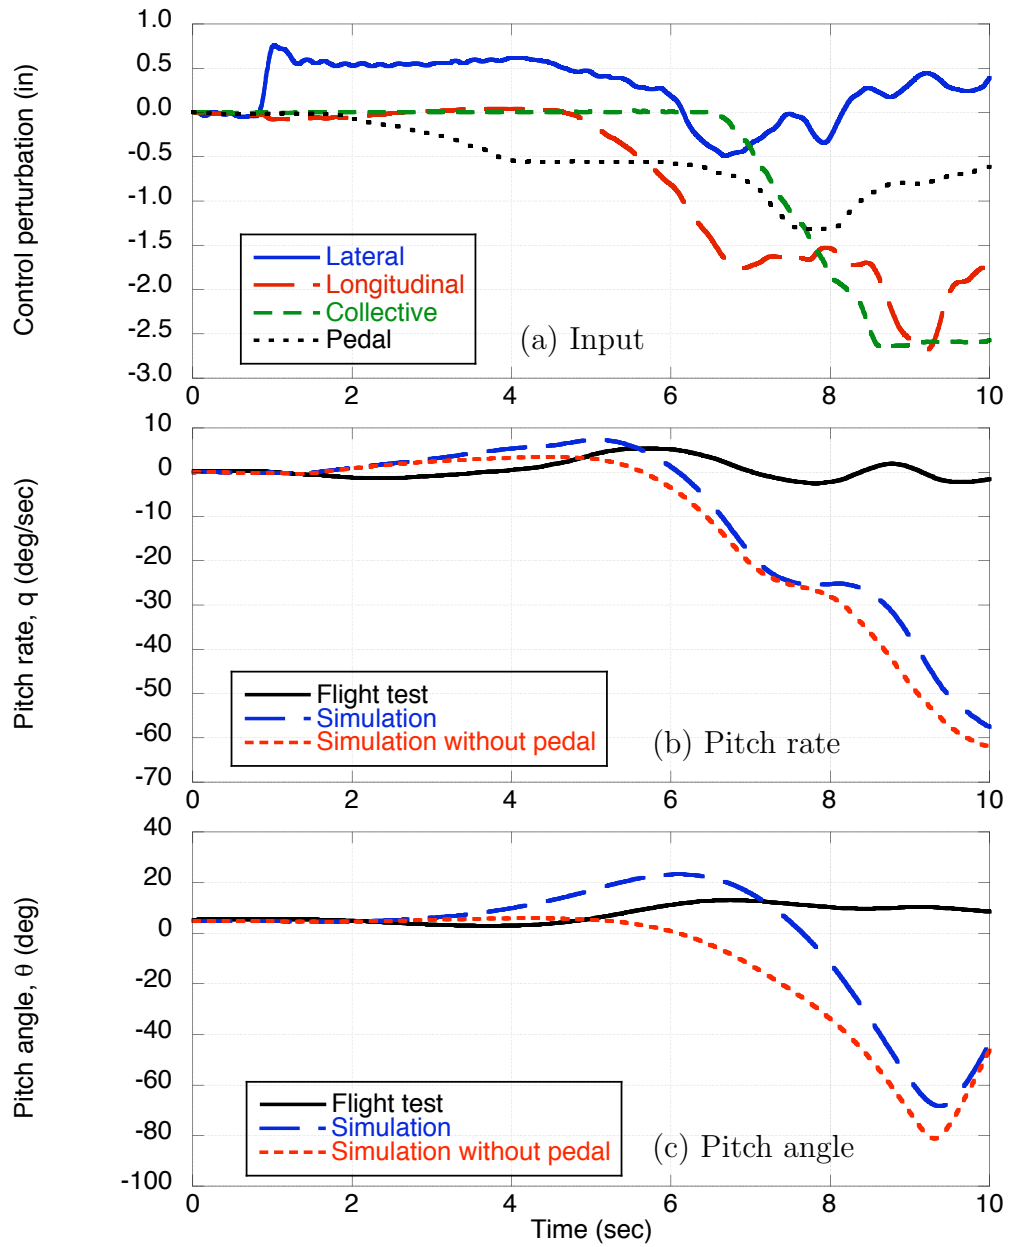 Control perturbation (in)
1.0
0.5
0.0
-0.5
-1.0
-1.5
-2.0
-2.5
-3.0
Lateral
Longitudinal
Collective
Pedal
(a) Input
0 2 4 6 8 10
Pitch rate, q (deg/sec)
10
0
-10
-20
-30
-40
-50
-60
-70
Flight test
Simulation
Simulation without pedal
(b) Pitch rate
0 2 4 6 8 10
Pitch angle, θ (deg)
40
20
0
-20
-40
-60
-80
-100
Flight test
Simulation
Simulation without pedal
(c) Pitch angle
0 2 4 6 8 10
Time (sec)